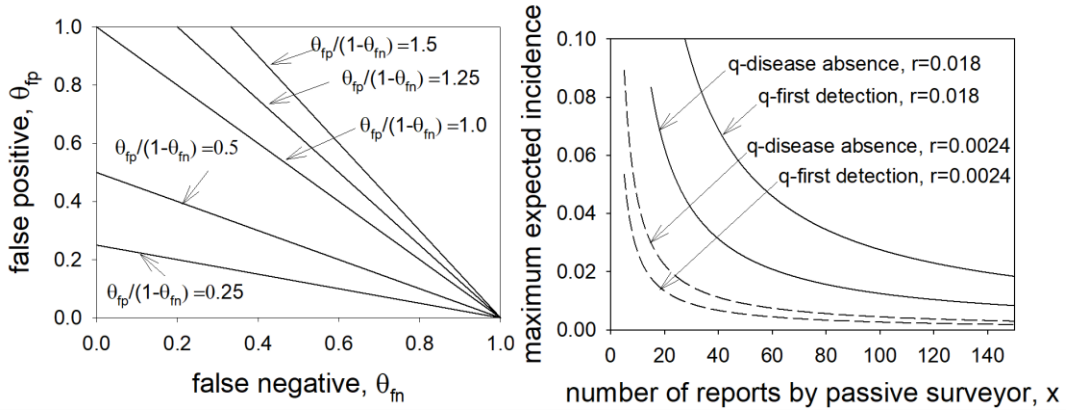 1.0
0.8
0.6
0.4
0.2
0.0
false positive, θfp
θfp/(1-θfn)=1.5
θfp/(1-θfn)=1.25
θfp/(1-θfn)=1.0
θfp/(1-θfn)=0.5
θfp/(1-θfn)=0.25
0.0 0.2 0.4 0.6 0.8 1.0
false negative, θfn
0.10
0.08
0.06
0.04
0.02
0.00
maximum expected incidence
q-disease absence, r=0.018
q-first detection, r=0.018
q-disease absence, r=0.0024
q-first detection, r=0.0024
0 20 40 60 80 100 120 140
number of reports by passive surveyor, x